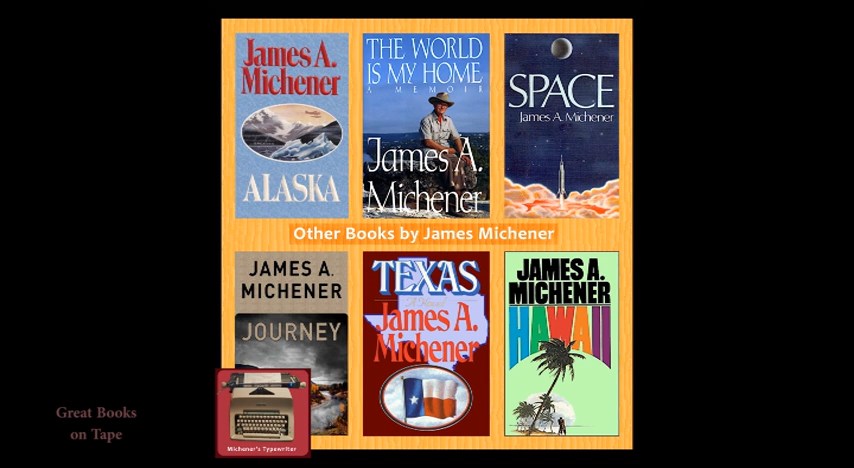 James A.
Michener
ALASKA
THE WORLD
IS MY HOME
A MEMOIR
James A.
Michener
SPACE
James A. Michener
Other Books by James Michener
JAMES A.
MICHENER
JOURNEY
TEXAS
A Novel
James A.
Michener
JAMES A.
MICHENER
HAWAII
Michener's Typewriter
Great Books
on Tape